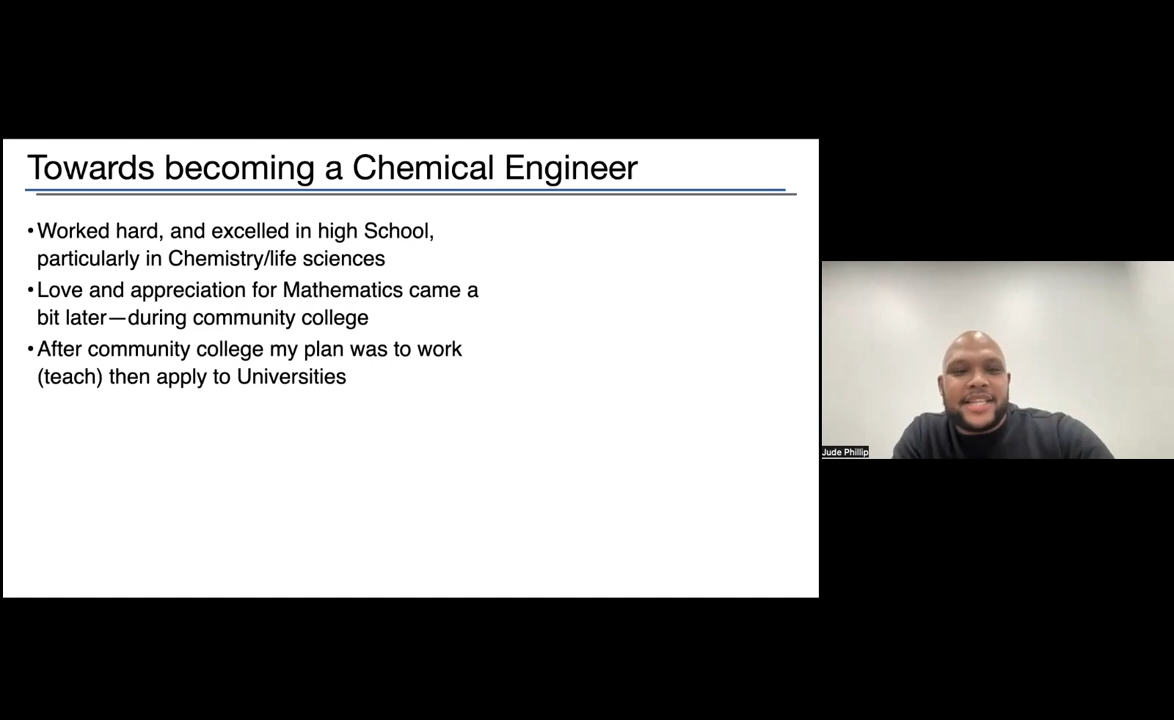 Towards becoming a Chemical Engineer
•Worked hard, and excelled in high School,
particularly in Chemistry/life sciences
•Love and appreciation for Mathematics came a
bit later—during community college
•After community college my plan was to work
(teach) then apply to Universities
Jude Phillip